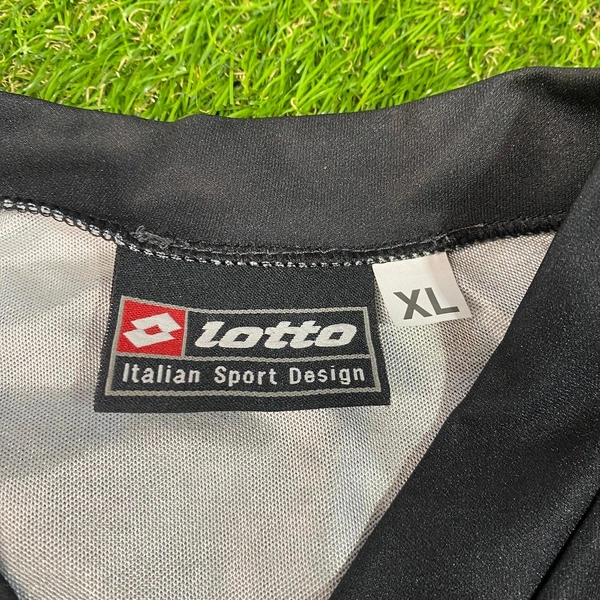 lotto
Italian Sport Design
XL